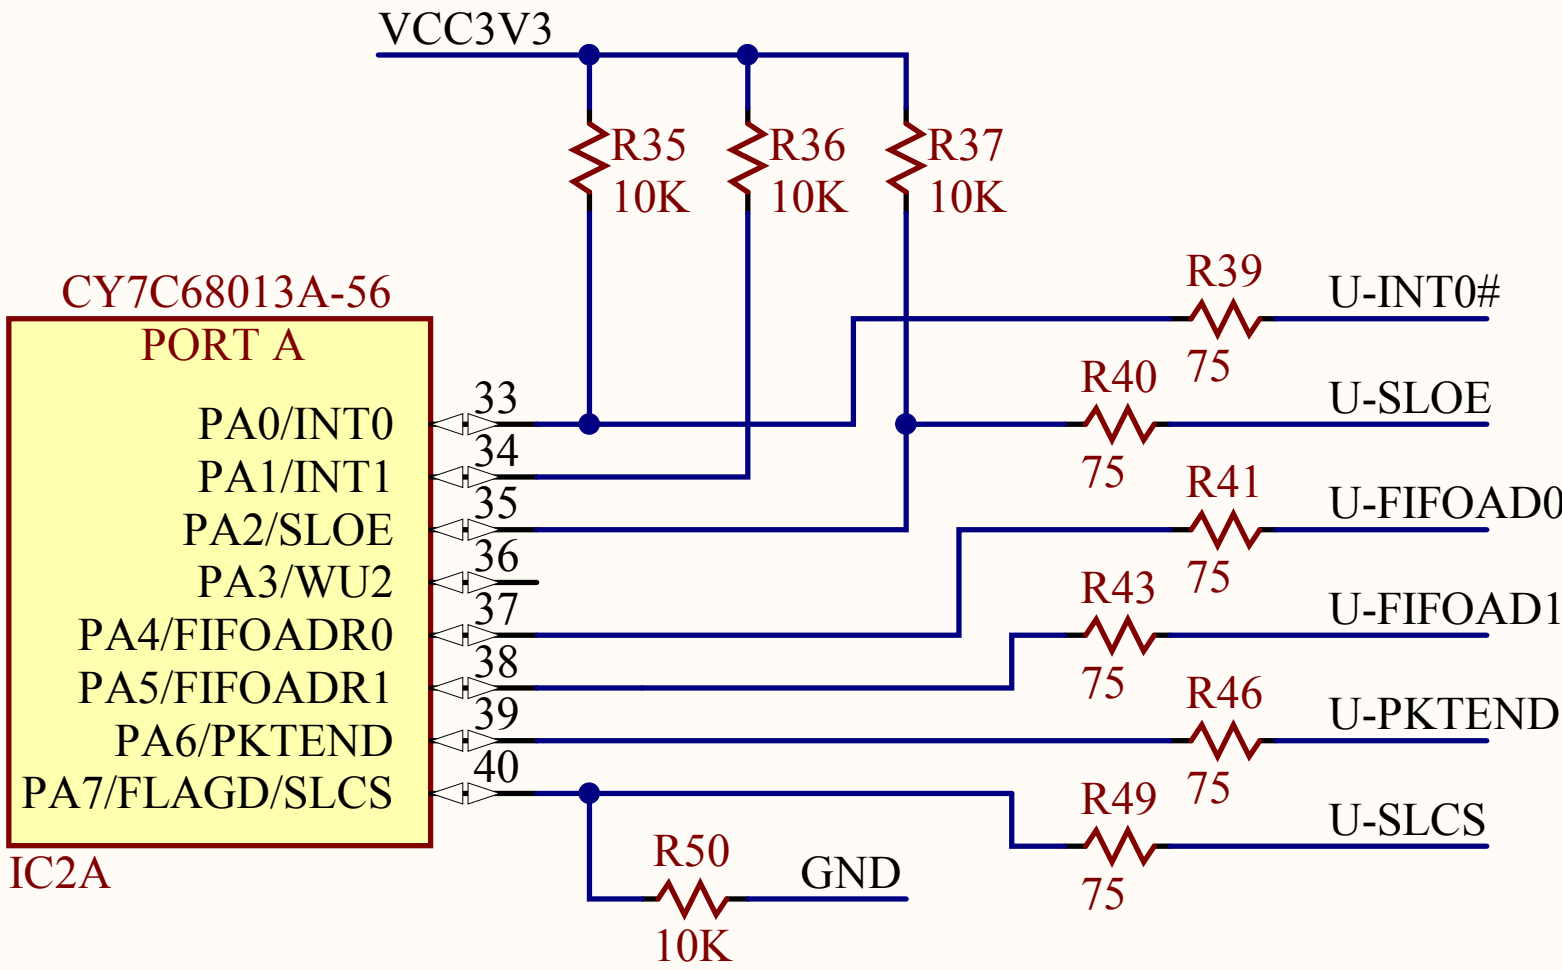 VCC3V3
R35
10K
R36
10K
R37
10K
CY7C68013A-56
PORT A
PA0/INT0
PA1/INT1
PA2/SLOE
PA3/WU2
PA4/FIFOADR0
PA5/FIFOADR1
PA6/PKTEND
PA7/FLAGD/SLCS
IC2A
33
34
35
36
37
38
39
40
R39
75
U-INT0#
R40
75
U-SLOE
R41
75
U-FIFOAD0
R43
75
U-FIFOAD1
R46
75
U-PKTEND
R49
75
U-SLCS
R50
10K
GND